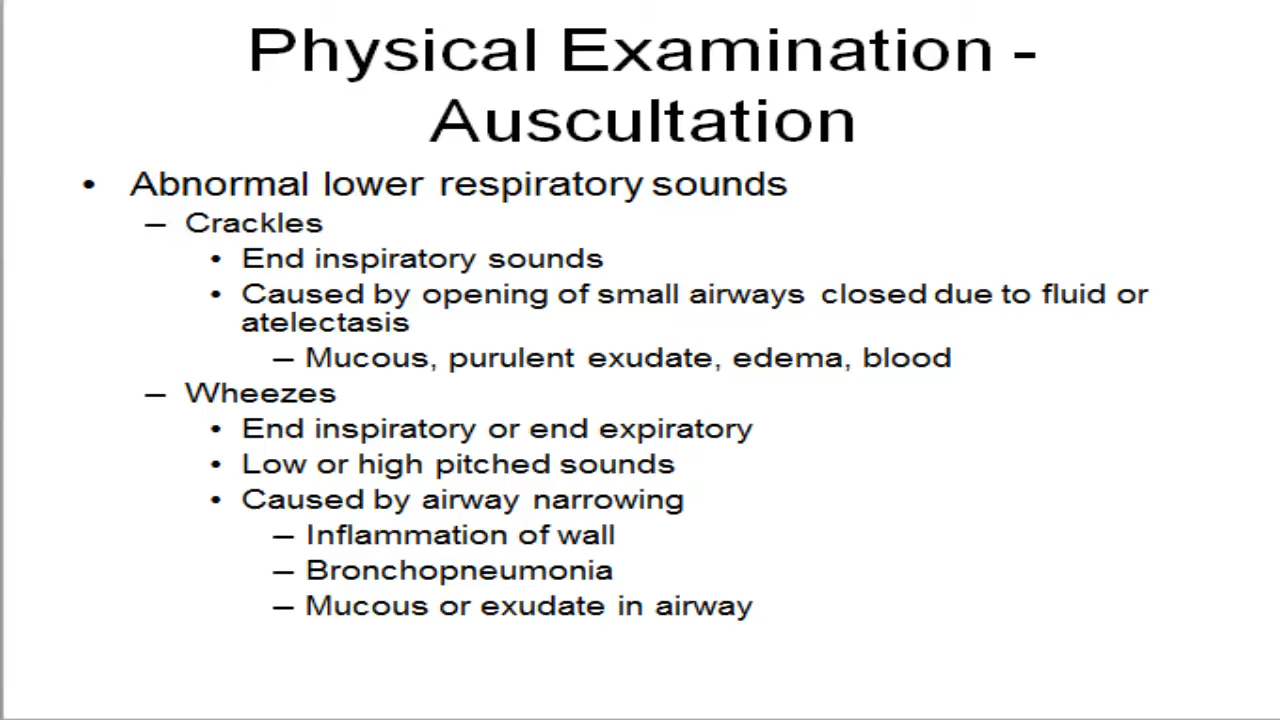 Physical Examination -
Auscultation
• Abnormal lower respiratory sounds
– Crackles
• End inspiratory sounds
• Caused by opening of small airways closed due to fluid or
atelectasis
– Mucous, purulent exudate, edema, blood
– Wheezes
• End inspiratory or end expiratory
• Low or high pitched sounds
• Caused by airway narrowing
– Inflammation of wall
– Bronchopneumonia
– Mucous or exudate in airway